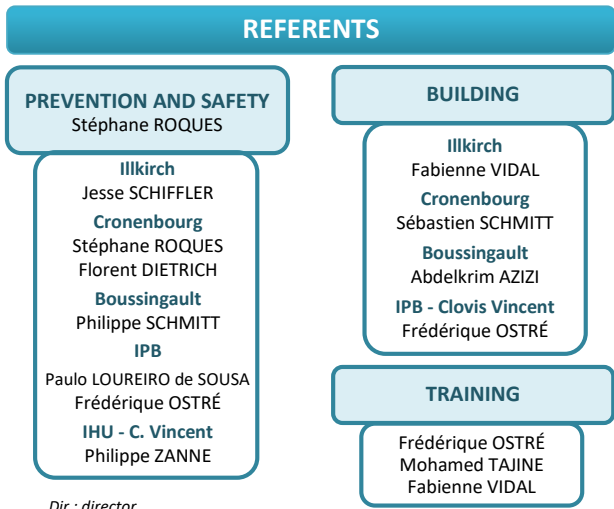 REFERENTS
PREVENTION AND SAFETY
Stéphane ROQUES
Illkirch
Jesse SCHIFFLER
Cronenbourg
Stéphane ROQUES
Florent DIETRICH
Boussingault
Philippe SCHMITT
IPB
Paulo LOUREIRO de SOUSA
Frédérique OSTRÉ
IHU - C. Vincent
Philippe ZANNE
Dir : director
BUILDING
Illkirch
Fabienne VIDAL
Cronenbourg
Sébastien SCHMITT
Boussingault
Abdelkrim AZIZI
IPB - Clovis Vincent
Frédérique OSTRÉ
TRAINING
Frédérique OSTRÉ
Mohamed TAJINE
Fabienne VIDAL